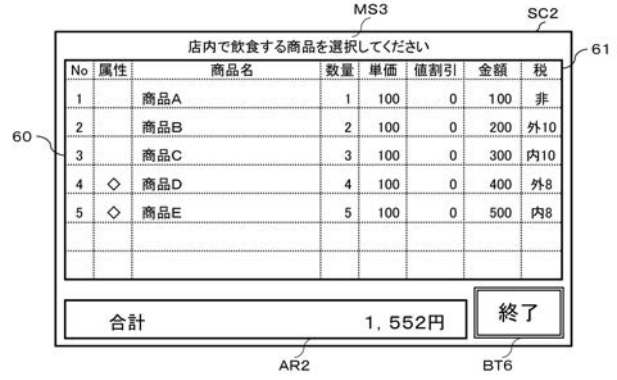 MS3
SC2
店内で飲食する商品を選択してください
61
No 属性 商品名 数量 単価 値割引 金額 税
1 商品A 1 100 0 100 非
2 商品B 2 100 0 200 外10
60
3 商品C 3 100 0 300 内10
4 ◇ 商品D 4 100 0 400 外8
5 ◇ 商品E 5 100 0 500 内8
合計 1,552円 終了
AR2 BT6